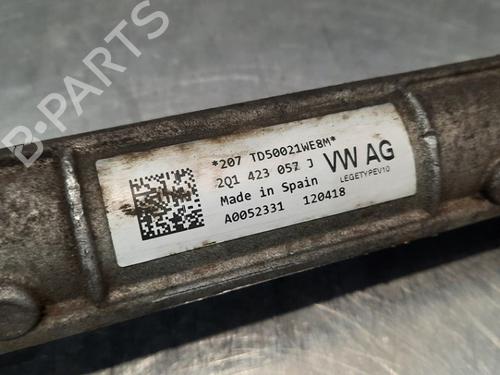 *207 TD50021WE8M*
2Q1 423 057 J
VW AG
Made in Spain
LEGETYPEV10
A0052331 120418
B-PARTS